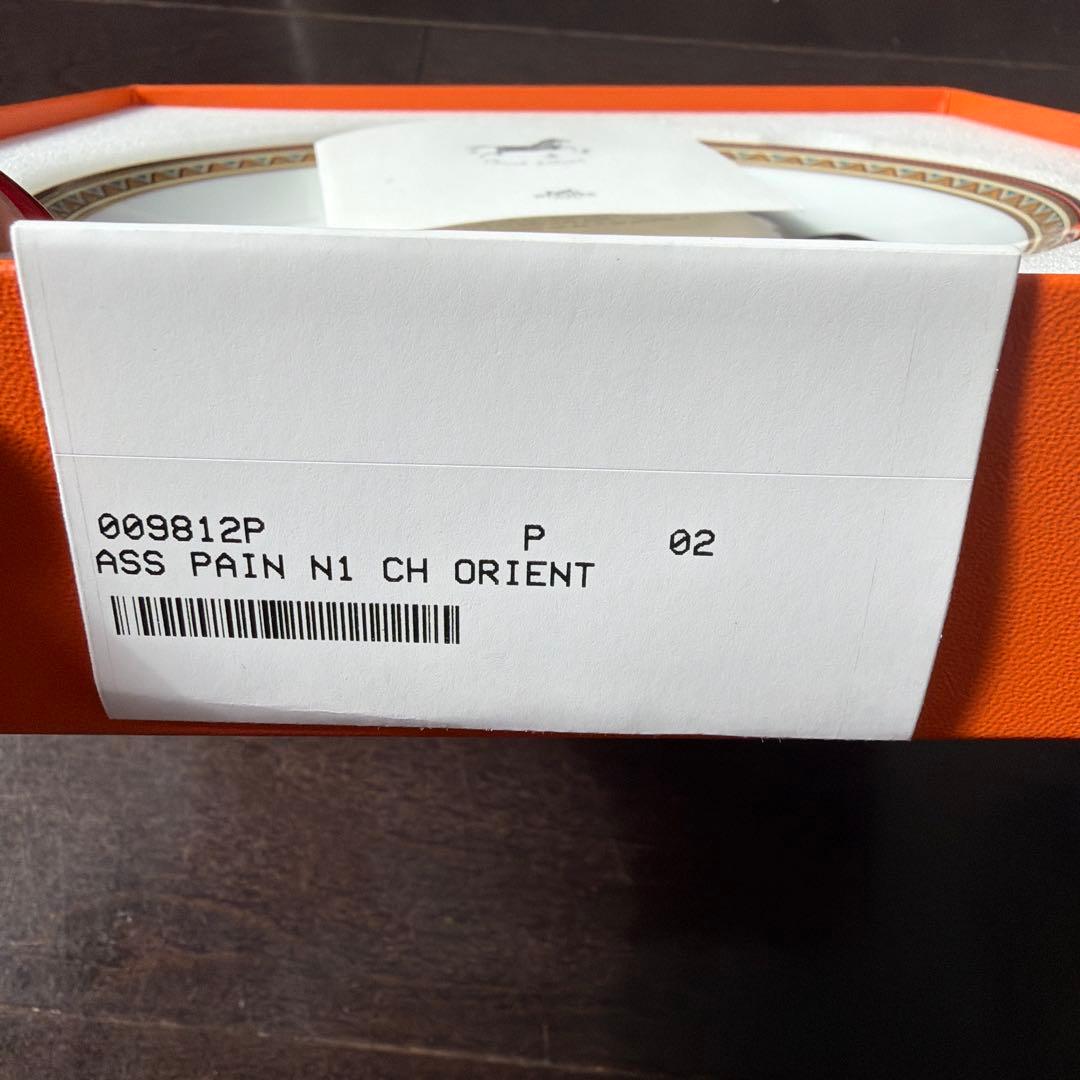 009812P P 02
ASS PAIN N1 CH ORIENT